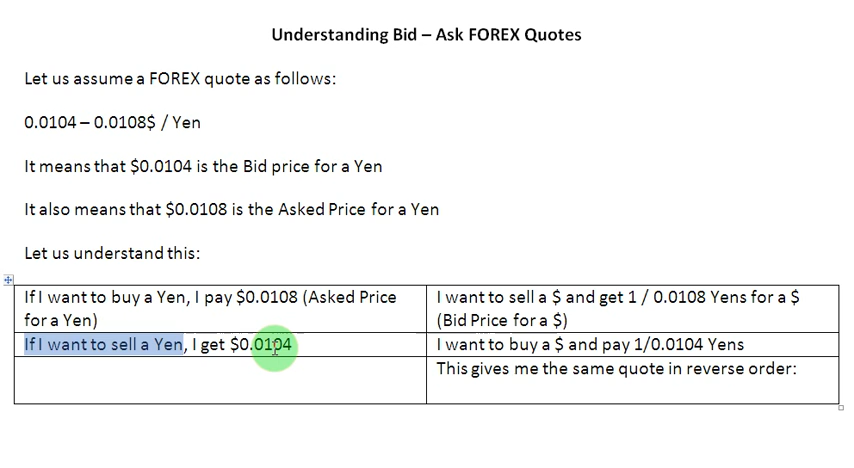 Understanding Bid – Ask FOREX Quotes
Let us assume a FOREX quote as follows:
0.0104 – 0.0108$ / Yen
It means that $0.0104 is the Bid price for a Yen
It also means that $0.0108 is the Asked Price for a Yen
Let us understand this:
If I want to buy a Yen, I pay $0.0108 (Asked Price
for a Yen)
I want to sell a $ and get 1 / 0.0108 Yens for a $
(Bid Price for a $)
If I want to sell a Yen, I get $0.0104
I want to buy a $ and pay 1/0.0104 Yens
This gives me the same quote in reverse order: